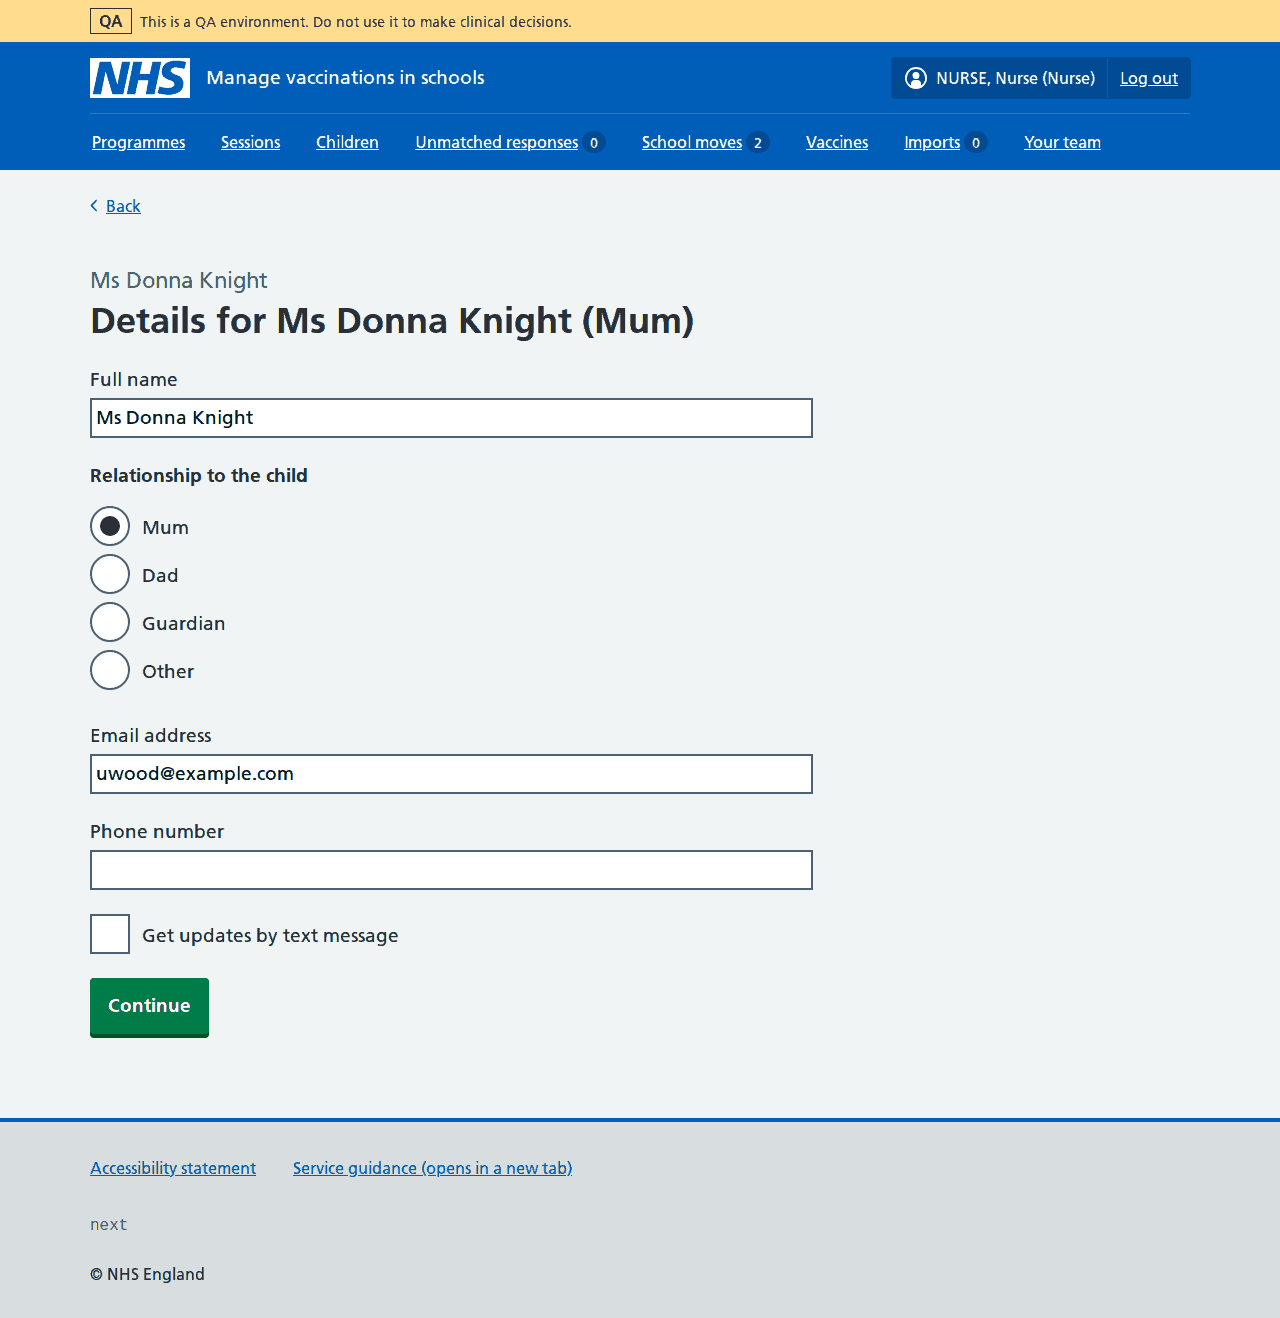 QA This is a QA environment. Do not use it to make clinical decisions.
NHS Manage vaccinations in schools NURSE, Nurse (Nurse) Log out
Programmes Sessions Children Unmatched responses 0 School moves 2 Vaccines Imports 0 Your team
Back
Ms Donna Knight
Details for Ms Donna Knight (Mum)
Full name
Ms Donna Knight
Relationship to the child
Mum
Dad
Guardian
Other
Email address
uwood@example.com
Phone number
Get updates by text message
Continue
Accessibility statement Service guidance (opens in a new tab)
next
© NHS England